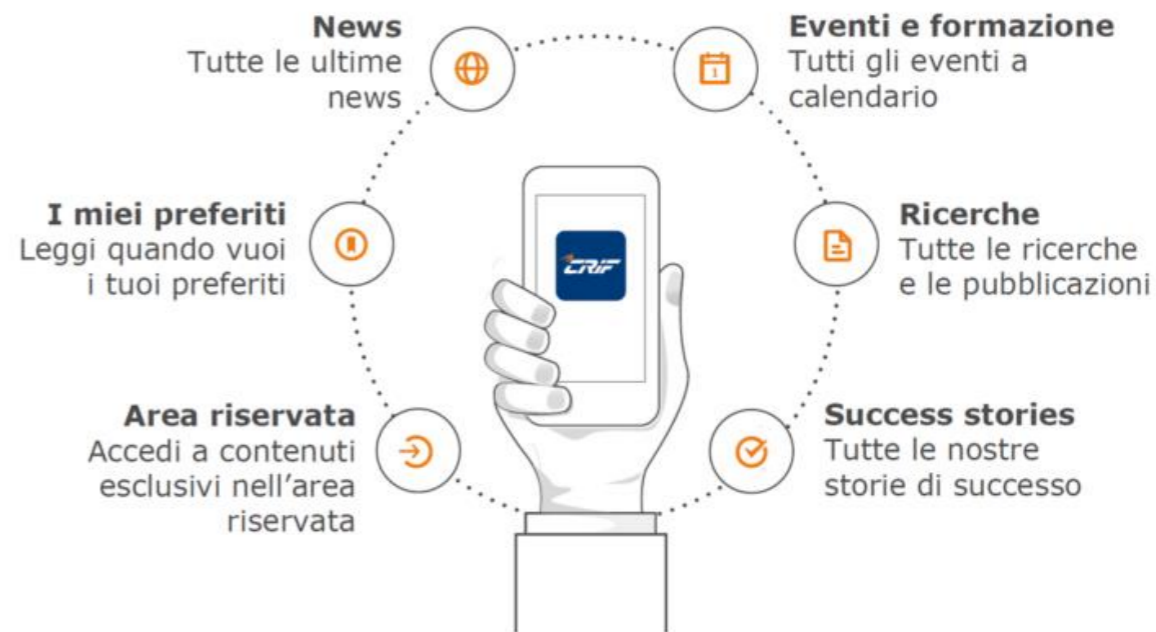 News
Tutte le ultime
news
Eventi e formazione
Tutti gli eventi a
calendario
1
I miei preferiti
Leggi quando vuoi
i tuoi preferiti
CRIF
Ricerche
Tutte le ricerche
e le pubblicazioni
Area riservata
Accedi a contenuti
esclusivi nell'area
riservata
Success stories
Tutte le nostre
storie di successo